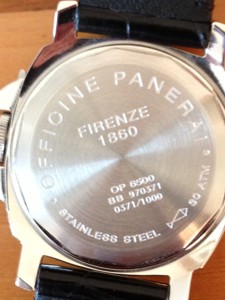 OFFICINE PANERAI
FIRENZE
1860
OP 6500
BB 970371
0371/1000
STAINLESS STEEL
30 ATM